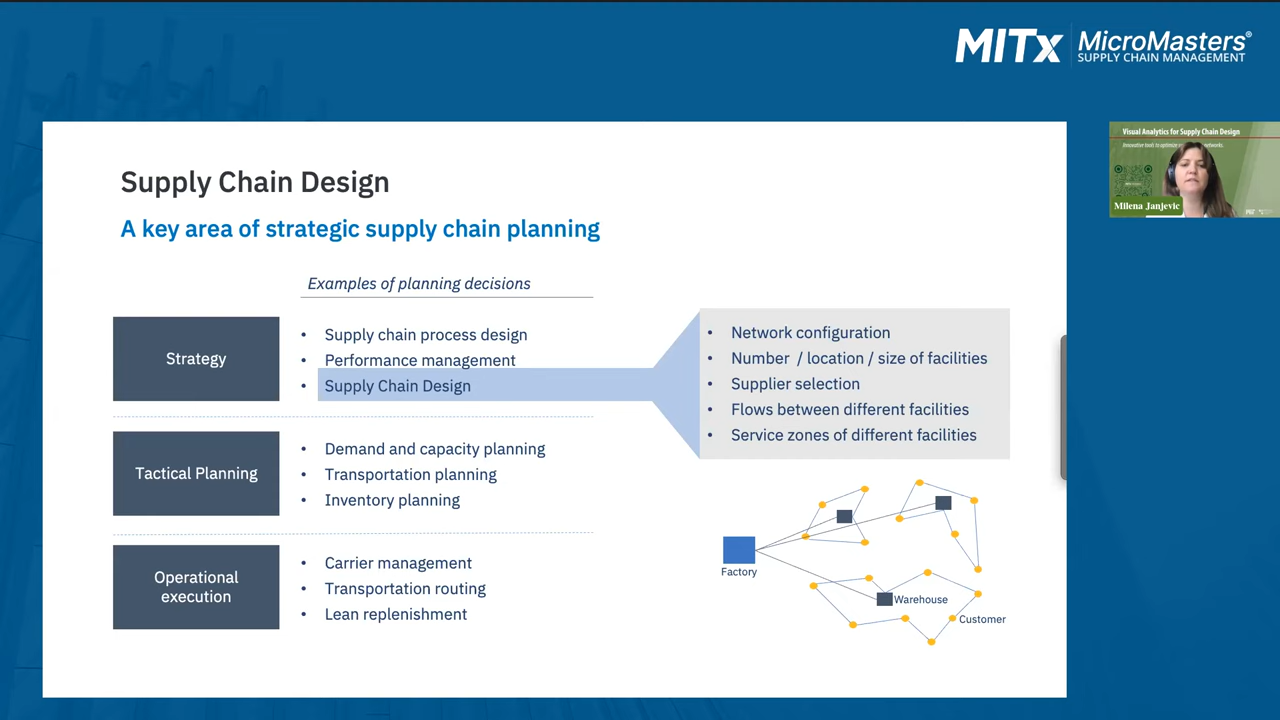 MITx MicroMasters®
SUPPLY CHAIN MANAGEMENT
Visual Analytics for Supply Chain Design
Milena Janjevic
Supply Chain Design
A key area of strategic supply chain planning
Examples of planning decisions
Strategy
• Supply chain process design
• Performance management
• Supply Chain Design
• Network configuration
• Number / location / size of facilities
• Supplier selection
• Flows between different facilities
• Service zones of different facilities
Tactical Planning
• Demand and capacity planning
• Transportation planning
• Inventory planning
Operational
execution
• Carrier management
• Transportation routing
• Lean replenishment
Factory
Warehouse
Customer